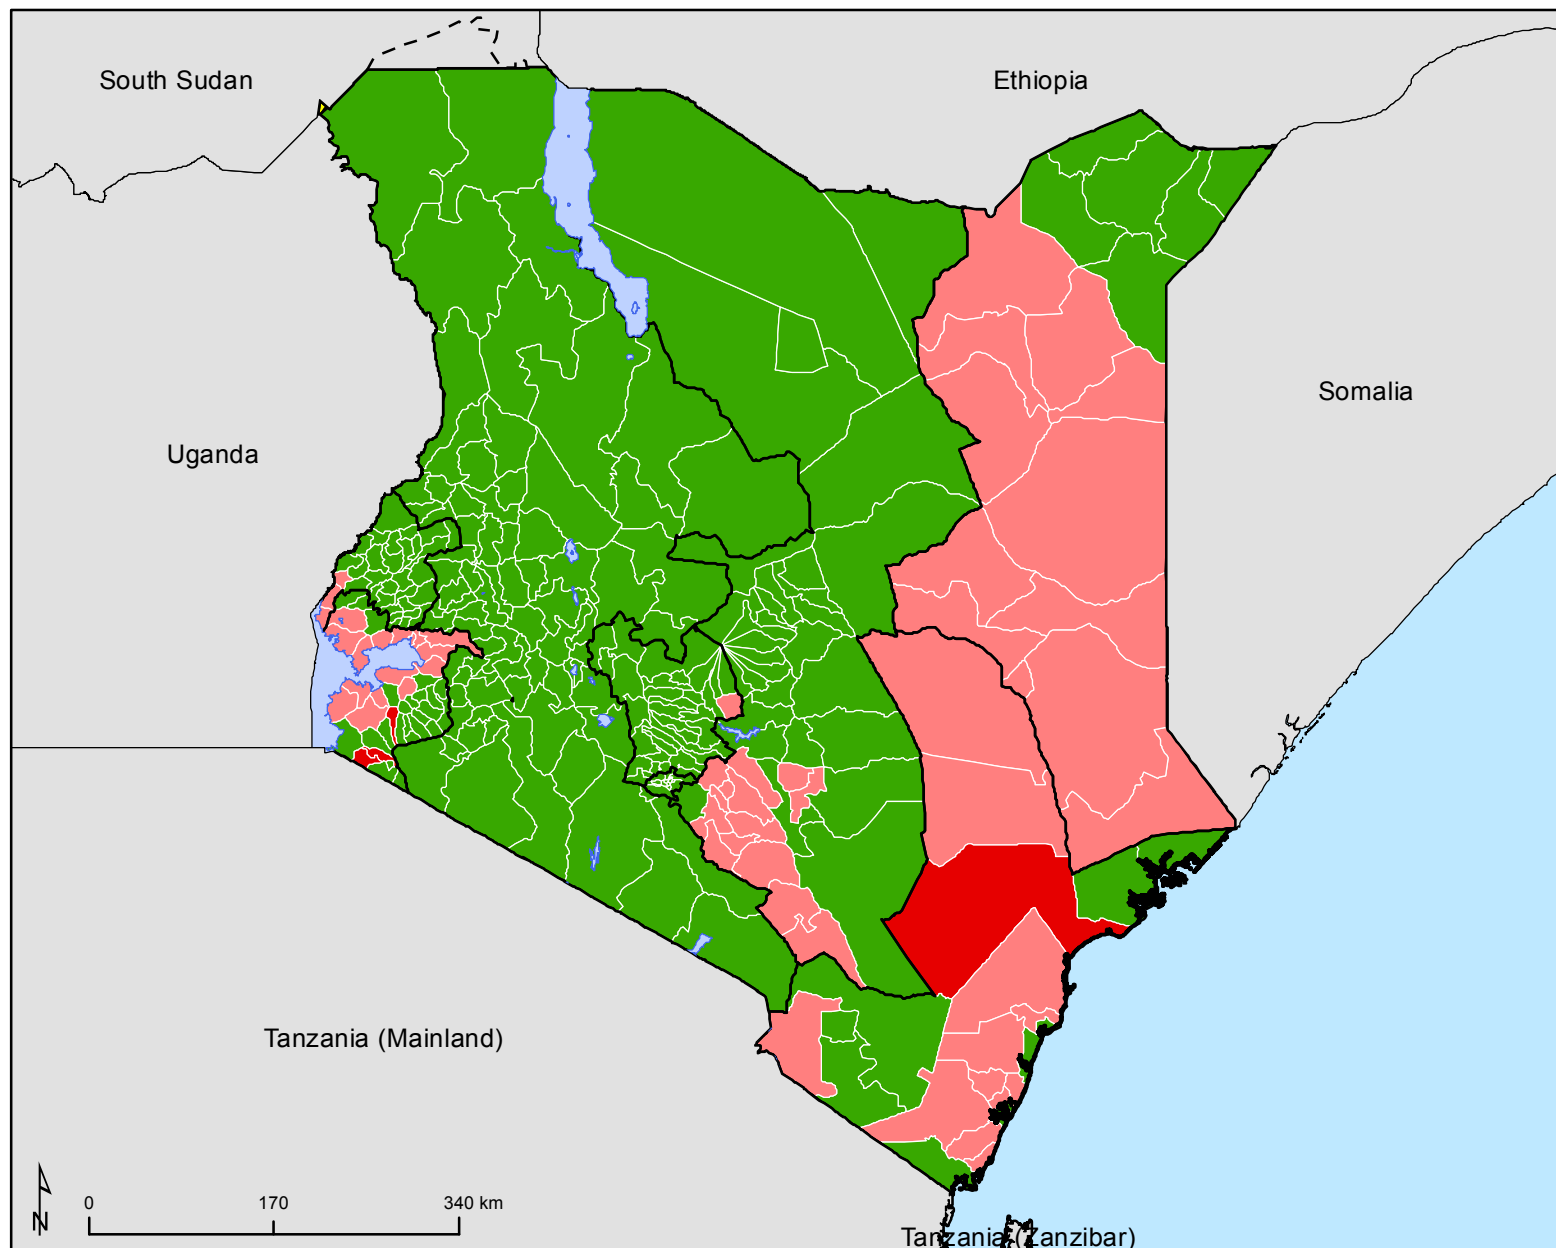 South Sudan
Ethiopia
Somalia
Uganda
Tanzania (Mainland)
N
0
170
340 km
Tanzania (Zanzibar)